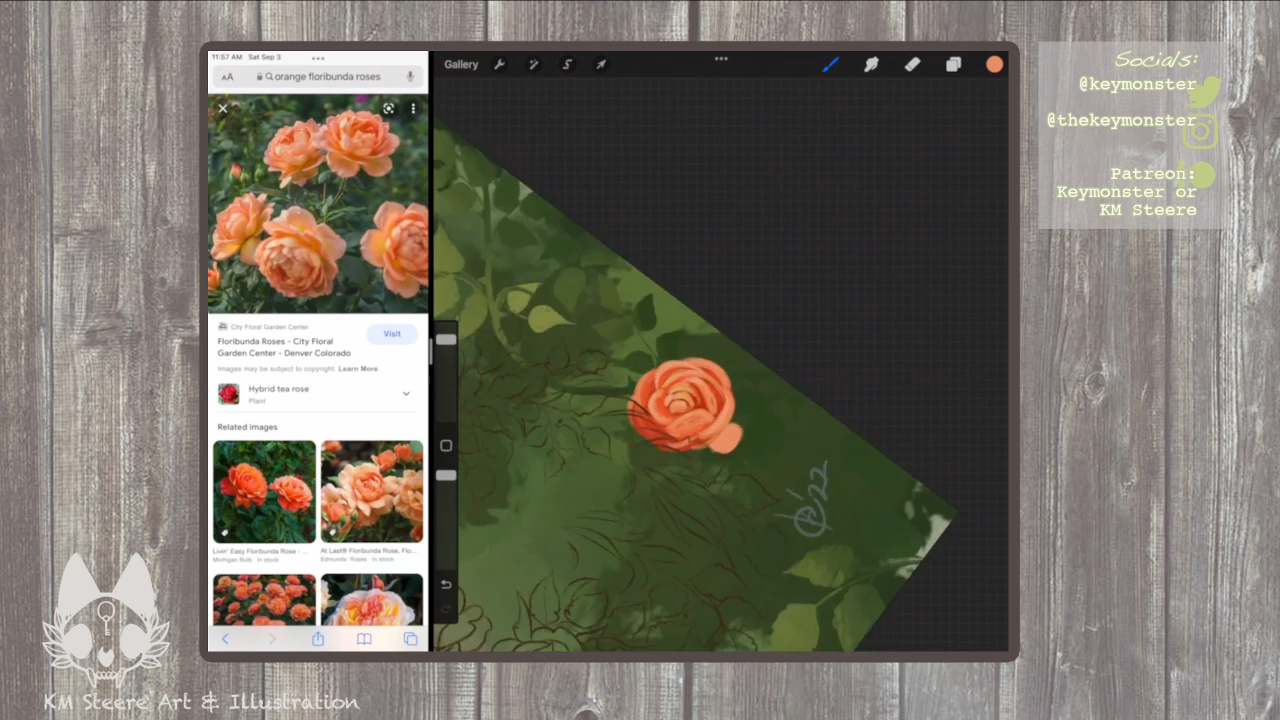 11:57 AM Sat Sep 3
AA orange floribunda roses
City Floral Garden Center
Floribunda Roses - City Floral
Garden Center - Denver Colorado
Visit
Images may be subject to copyright. Learn More
Hybrid tea rose
Plant
Related images
Livin' Easy Floribunda Rose - ...
Michigan Bulb · In stock
At Last® Floribunda Rose, Flo...
Edmunds' Roses · In stock
Gallery
22
Socials:
@keymonster
@thekeymonster
Patreon:
Keymonster or
KM Steere
KM Steere Art & Illustration